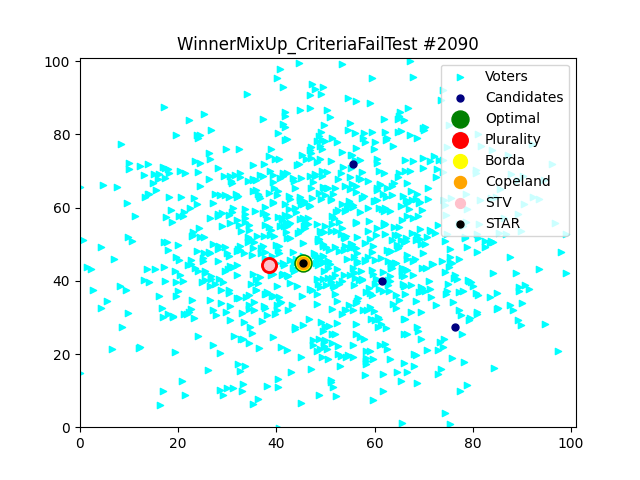 WinnerMixUp_CriteriaFailTest #2090
100
80
60
40
20
0
0
20
40
60
80
100
Voters
Candidates
Optimal
Plurality
Borda
Copeland
STV
STAR